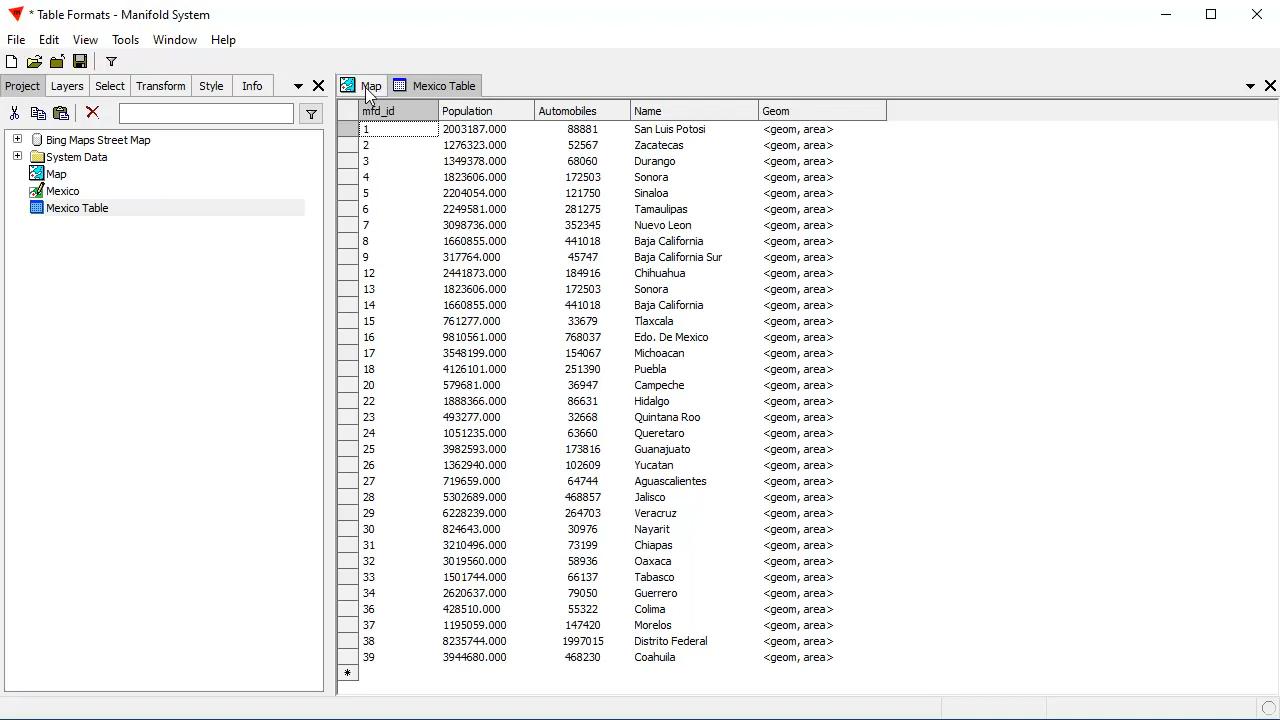 * Table Formats - Manifold System
File Edit View Tools Window Help
Project Layers Select Transform Style Info
Map Mexico Table
Bing Maps Street Map
System Data
Map
Mexico
Mexico Table
mfd_id Population Automobiles Name Geom
1 2003187.000 88881 San Luis Potosi <geom, area>
2 1276323.000 52567 Zacatecas <geom, area>
3 1349378.000 68060 Durango <geom, area>
4 1823606.000 172503 Sonora <geom, area>
5 2204054.000 121750 Sinaloa <geom, area>
6 2249581.000 281275 Tamaulipas <geom, area>
7 3098736.000 352345 Nuevo Leon <geom, area>
8 1660855.000 441018 Baja California <geom, area>
9 317764.000 45747 Baja California Sur <geom, area>
12 2441873.000 184916 Chihuahua <geom, area>
13 1823606.000 172503 Sonora <geom, area>
14 1660855.000 441018 Baja California <geom, area>
15 761277.000 33679 Tlaxcala <geom, area>
16 9810561.000 768037 Edo. De Mexico <geom, area>
17 3548199.000 154067 Michoacan <geom, area>
18 4126101.000 251390 Puebla <geom, area>
20 579681.000 36947 Campeche <geom, area>
22 1888366.000 86631 Hidalgo <geom, area>
23 493277.000 32668 Quintana Roo <geom, area>
24 1051235.000 63660 Queretaro <geom, area>
25 3982593.000 173816 Guanajuato <geom, area>
26 1362940.000 102609 Yucatan <geom, area>
27 719659.000 64744 Aguascalientes <geom, area>
28 5302689.000 468857 Jalisco <geom, area>
29 6228239.000 264703 Veracruz <geom, area>
30 824643.000 30976 Nayarit <geom, area>
31 3210496.000 73199 Chiapas <geom, area>
32 3019560.000 58936 Oaxaca <geom, area>
33 1501744.000 66137 Tabasco <geom, area>
34 2620637.000 79050 Guerrero <geom, area>
36 428510.000 55322 Colima <geom, area>
37 1195059.000 147420 Morelos <geom, area>
38 8235744.000 1997015 Distrito Federal <geom, area>
39 3944680.000 468230 Coahuila <geom, area>
*